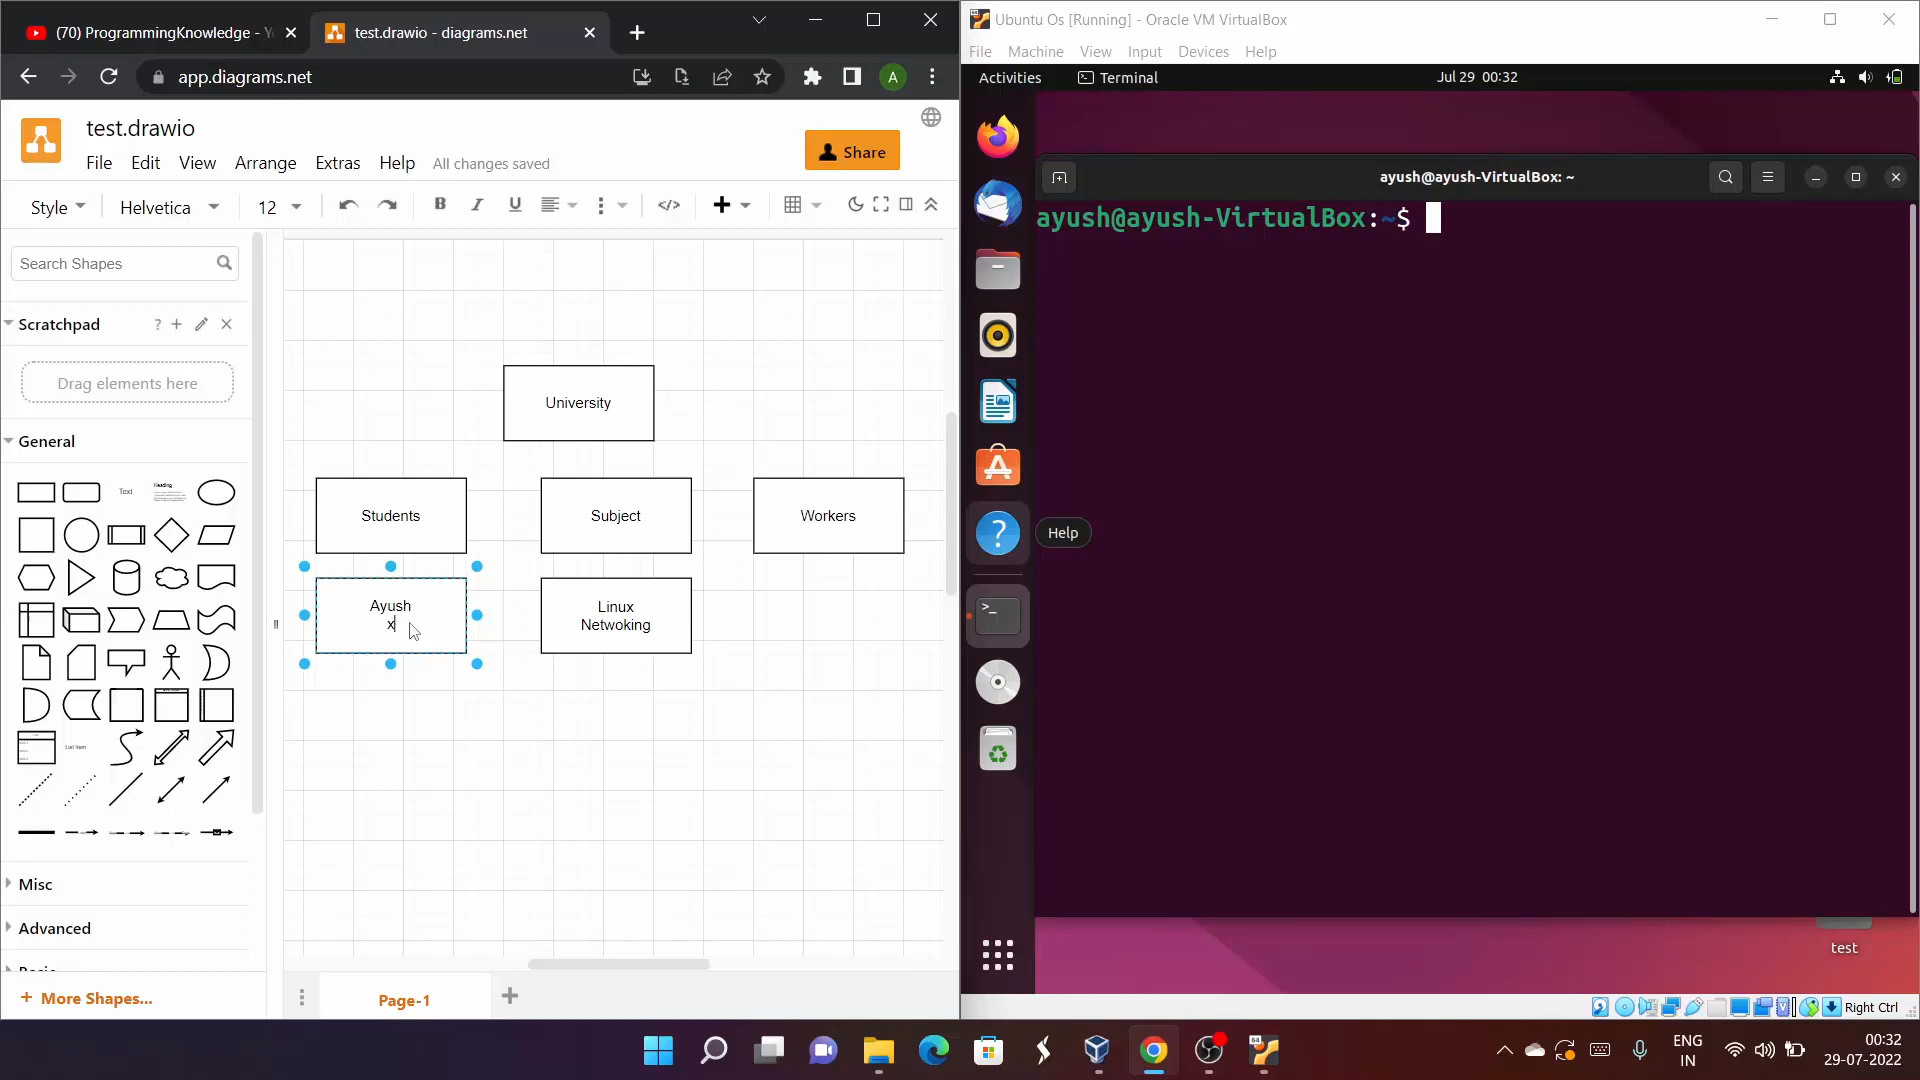 (70) ProgrammingKnowledge - Y
test.drawio - diagrams.net
app.diagrams.net
A
test.drawio
File Edit View Arrange Extras Help All changes saved
Share
Style Helvetica 12 B I U </>
Search Shapes
Scratchpad ?
Drag elements here
General
Text
Heading
List Item
Misc
Advanced
Basic
+ More Shapes...
University
Students
Subject
Workers
Ayush
x
Linux
Netwoking
Page-1
Ubuntu Os [Running] - Oracle VM VirtualBox
File Machine View Input Devices Help
Activities Terminal Jul 29 00:32
ayush@ayush-VirtualBox: ~
ayush@ayush-VirtualBox:~$
Help
test
Right Ctrl
ENG
IN
00:32
29-07-2022